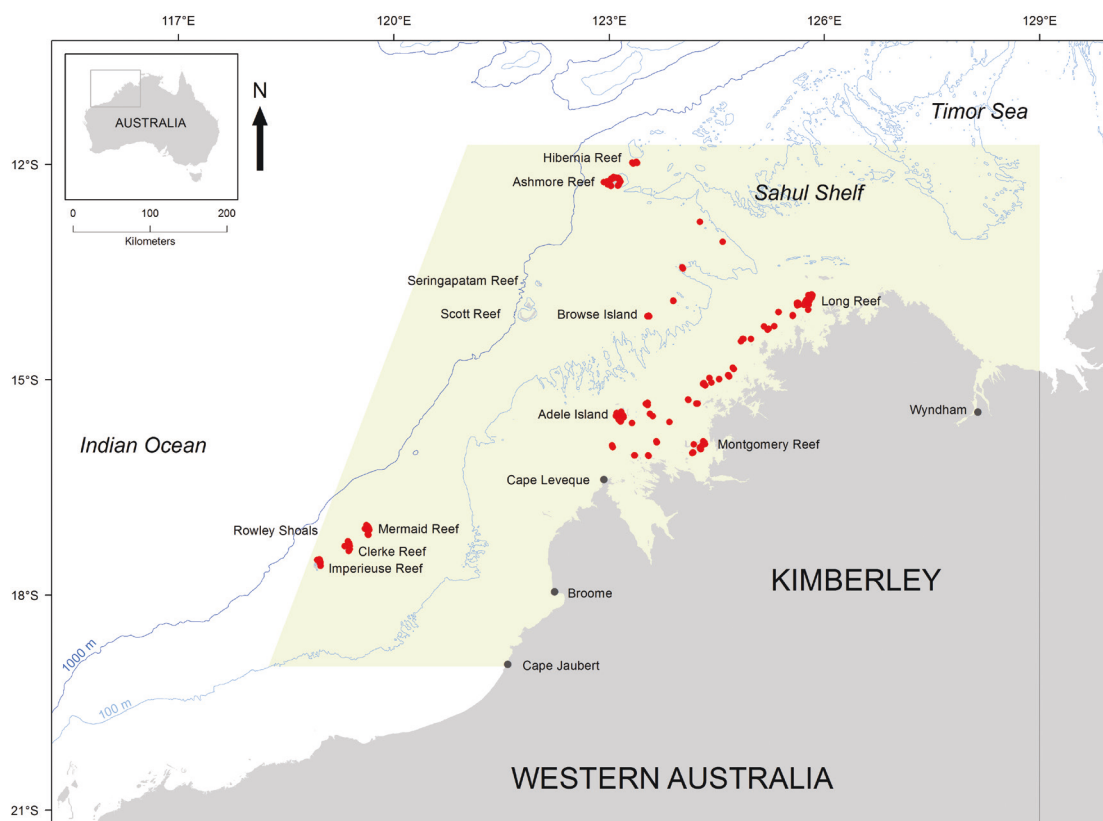 117°E
120°E
123°E
126°E
129°E
AUSTRALIA
N
0 100 200
Kilometers
Timor Sea
12°S
Hibernia Reef
Ashmore Reef
Sahul Shelf
Seringapatam Reef
Scott Reef
Browse Island
Long Reef
15°S
Adele Island
Wyndham
Indian Ocean
Montgomery Reef
Cape Leveque
Rowley Shoals
Mermaid Reef
Clerke Reef
Imperieuse Reef
KIMBERLEY
18°S
Broome
1000 m
Cape Jaubert
100 m
WESTERN AUSTRALIA
21°S